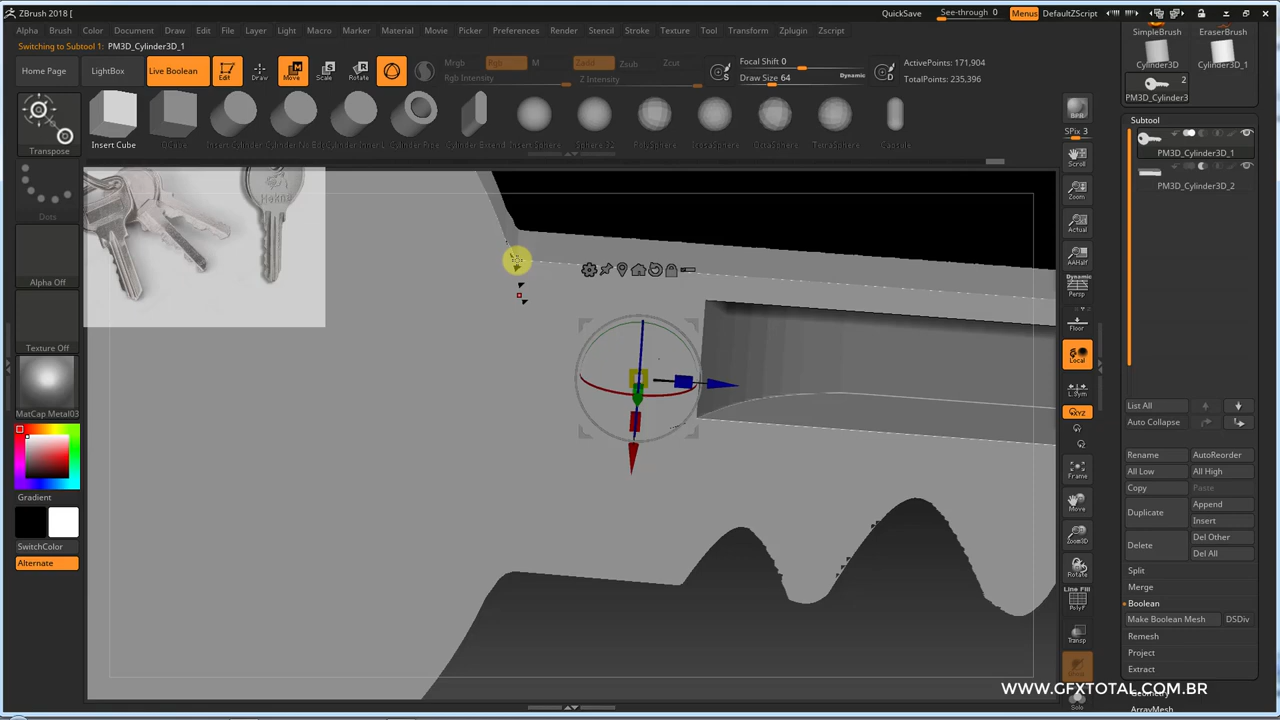 ZBrush 2018 [
QuickSave
See-through 0
Menus
DefaultZScript
Alpha Brush Color Document Draw Edit File Layer Light Macro Marker Material Movie Picker Preferences Render Stencil Stroke Texture Tool Transform Zplugin Zscript
Switching to Subtool 1: PM3D_Cylinder3D_1
Home Page
LightBox
Live Boolean
Edit
Draw
Move
Scale
Rotate
Mrgb
Rgb
M
Rgb Intensity
Zadd
Zsub
Z Intensity
S
Focal Shift 0
Draw Size 64
Dynamic
D
ActivePoints: 171,904
TotalPoints: 235,396
Insert Cube
Transpose
Dots
Alpha Off
Texture Off
MatCap Metal03
Gradient
SwitchColor
Alternate
BPR
SPix 3
Scroll
Zoom
Actual
AAHalf
Dynamic
Persp
Floor
Local
L.Sym
XYZ
Frame
Move
Zoom3D
Rotate
Line Fill
PolyF
Transp
Solo
SimpleBrush
EraserBrush
Cylinder3D
Cylinder3D_1
2
PM3D_Cylinder3
Subtool
PM3D_Cylinder3D_1
PM3D_Cylinder3D_2
List All
Auto Collapse
Rename
AutoReorder
All Low
All High
Copy
Paste
Duplicate
Append
Insert
Delete
Del Other
Del All
Split
Merge
Boolean
Make Boolean Mesh
DSDiv
Remesh
Project
Extract
Geometry
ArrayMesh
WWW.GFXTOTAL.COM.BR